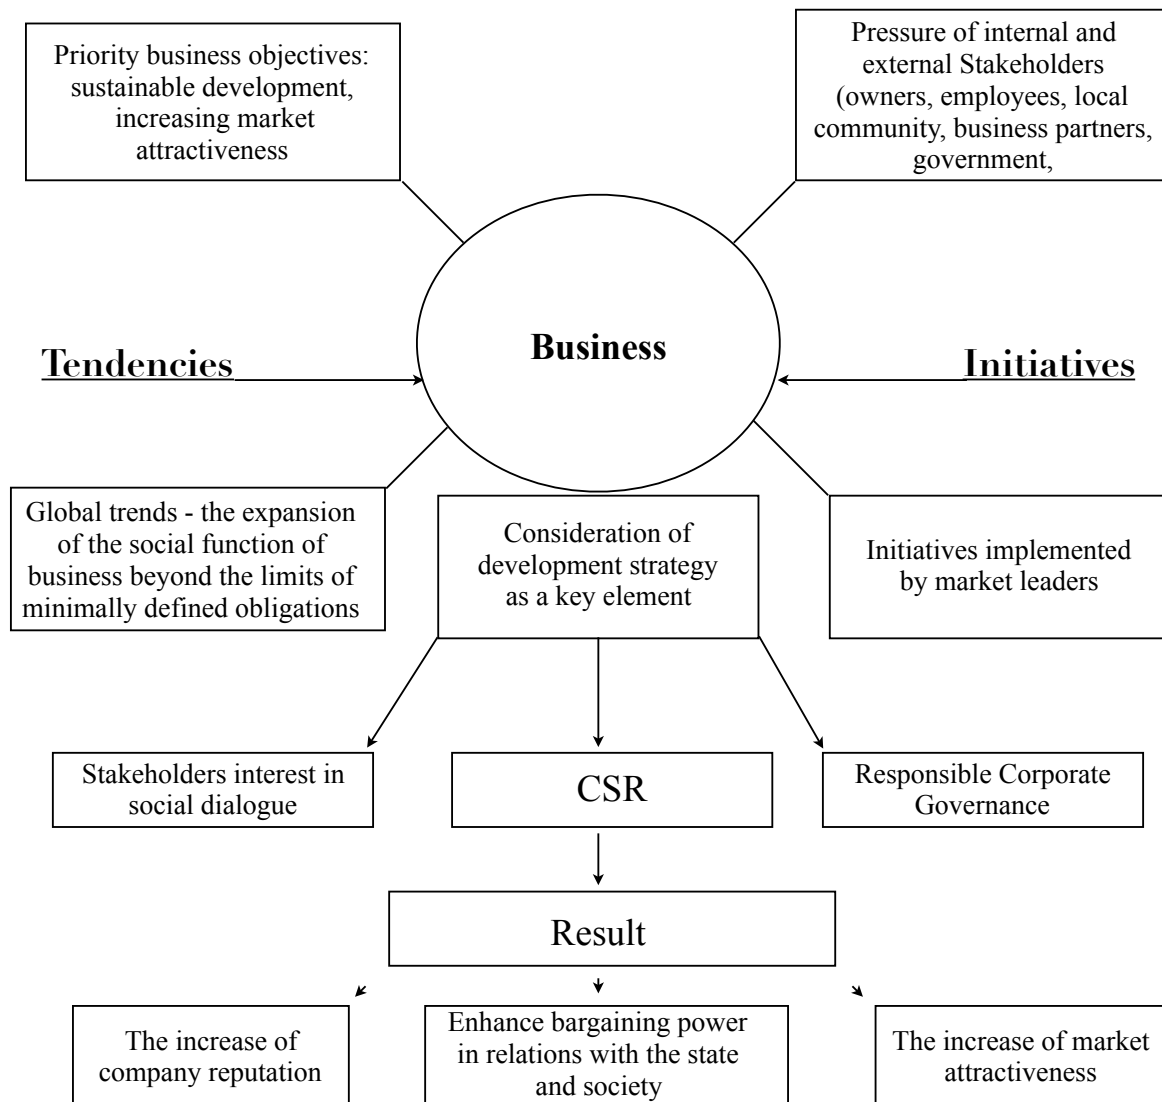 Priority business objectives:
sustainable development,
increasing market
attractiveness
Pressure of internal and
external Stakeholders
(owners, employees, local
community, business partners,
government,
Business
Tendencies
Initiatives
Global trends - the expansion
of the social function of
business beyond the limits of
minimally defined obligations
Consideration of
development strategy
as a key element
Initiatives implemented
by market leaders
Stakeholders interest in
social dialogue
CSR
Responsible Corporate
Governance
Result
The increase of
company reputation
Enhance bargaining power
in relations with the state
and society
The increase of market
attractiveness